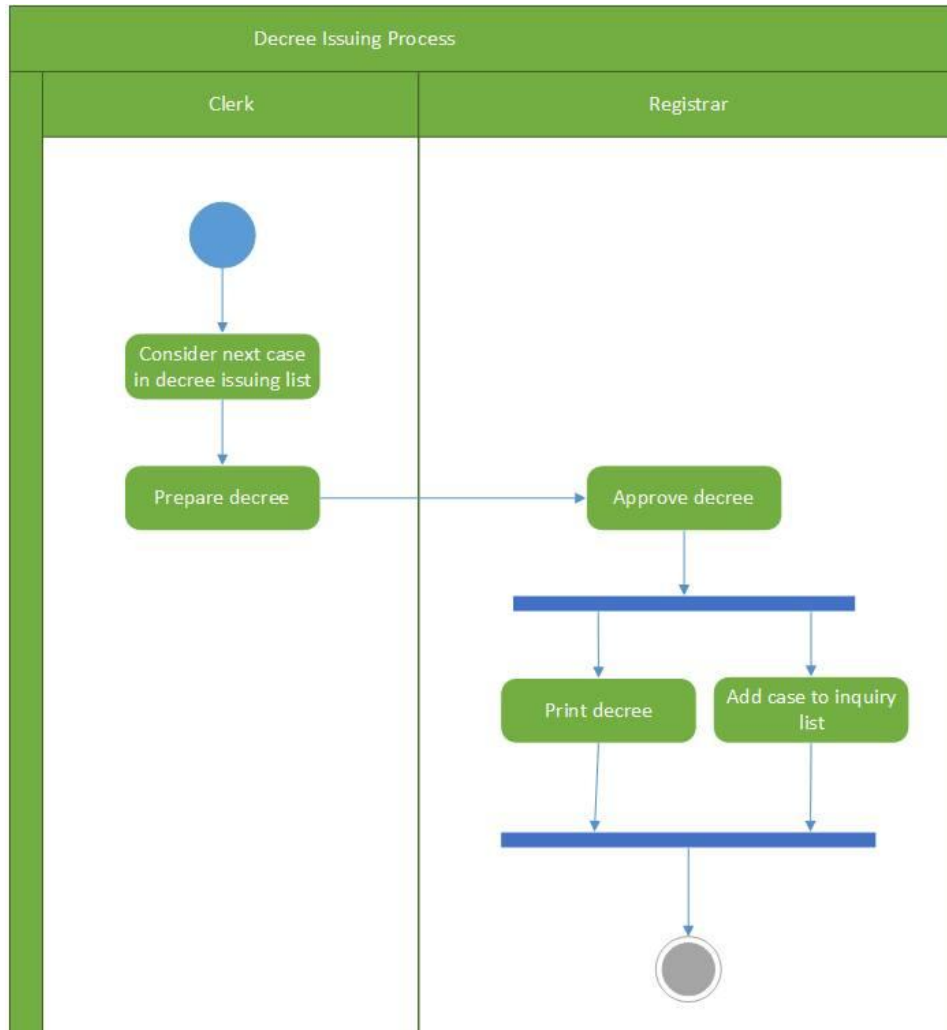 Decree Issuing Process
Clerk
Registrar
Consider next case
in decree issuing list
Prepare decree
Approve decree
Print decree
Add case to inquiry
list